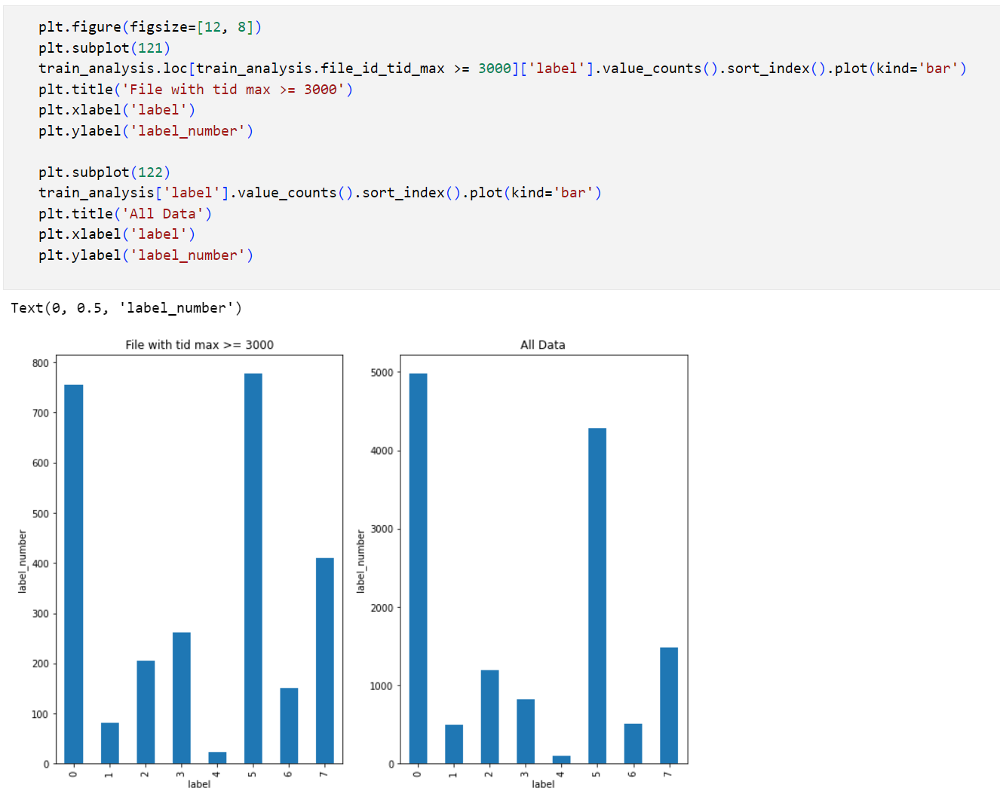 plt.figure(figsize=[12, 8])
plt.subplot(121)
train_analysis.loc[train_analysis.file_id_tid_max >= 3000]['label'].value_counts().sort_index().plot(kind='bar')
plt.title('File with tid max >= 3000')
plt.xlabel('label')
plt.ylabel('label_number')
plt.subplot(122)
train_analysis['label'].value_counts().sort_index().plot(kind='bar')
plt.title('All Data')
plt.xlabel('label')
plt.ylabel('label_number')
Text(0, 0.5, 'label_number')
File with tid max >= 3000
800
700
600
500
400
300
200
100
0
label_number
0 1 2 3 4 5 6 7
label
All Data
5000
4000
3000
2000
1000
0
label_number
0 1 2 3 4 5 6 7
label